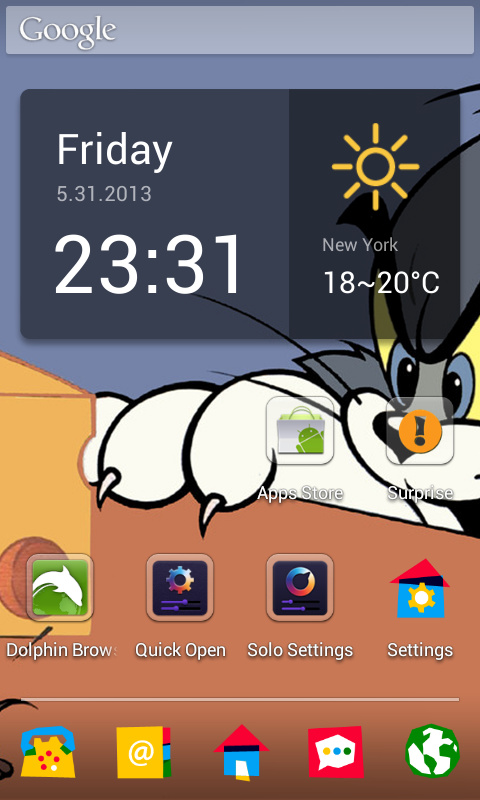 Google
Friday
5.31.2013
23:31
New York
18~20°C
Apps Store
Surprise
Dolphin Brows
Quick Open
Solo Settings
Settings
@